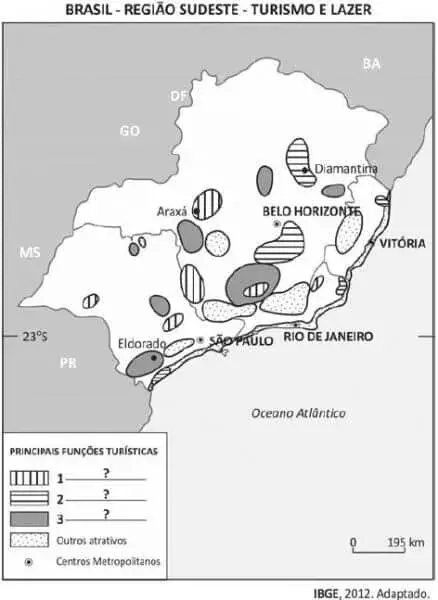 BRASIL - REGIÃO SUDESTE - TURISMO E LAZER
BA
DF
GO
Diamantina
Araxá
BELO HORIZONTE
VITÓRIA
MS
23°S
RIO DE JANEIRO
SÃO PAULO
Eldorado
PR
Oceano Atlântico
PRINCIPAIS FUNÇÕES TURÍSTICAS
1 ? 
2 ? 
3 ? 
Outros atrativos
Centros Metropolitanos
0 195 km
IBGE, 2012. Adaptado.